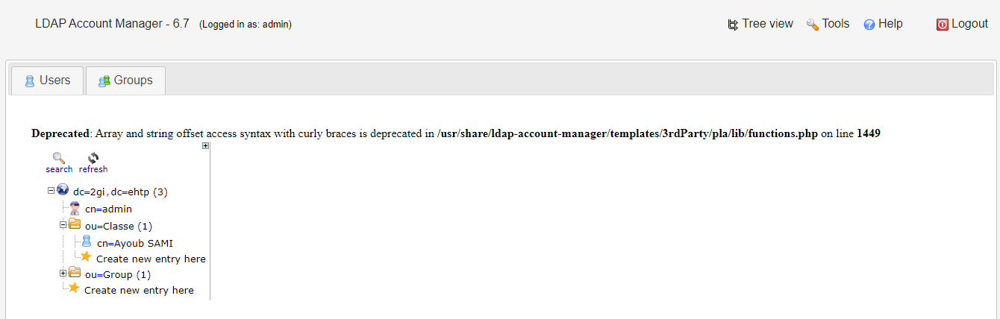 LDAP Account Manager - 6.7 (Logged in as: admin) Tree view Tools Help Logout
Users Groups
Deprecated: Array and string offset access syntax with curly braces is deprecated in /usr/share/ldap-account-manager/templates/3rdParty/pla/lib/functions.php on line 1449
search refresh
dc=2gi,dc=ehtp (3)
cn=admin
ou=Classe (1)
cn=Ayoub SAMI
Create new entry here
ou=Group (1)
Create new entry here